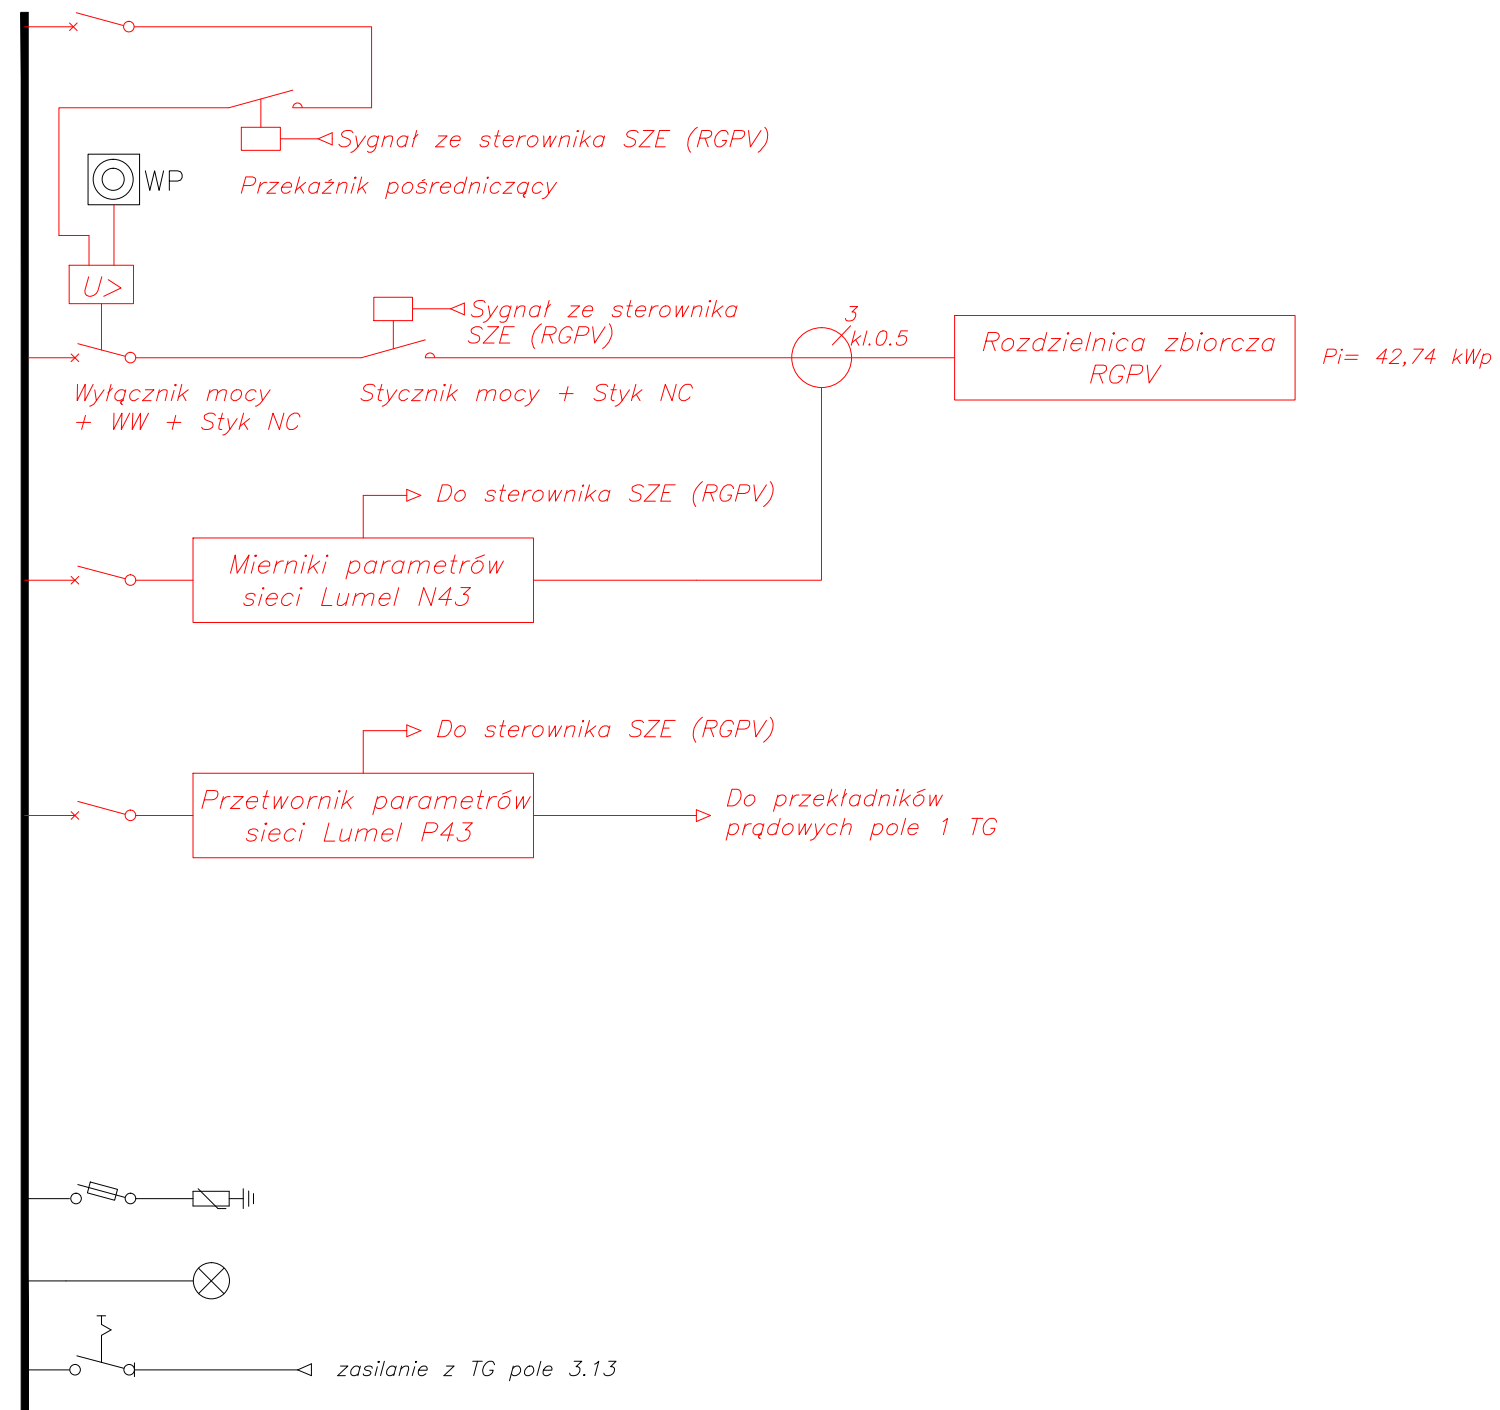 Sygnał ze sterownika SZE (RGPV)
WP
Przekaźnik pośredniczący
U>
Sygnał ze sterownika
SZE (RGPV)
3
kl.0.5
Rozdzielnica zbiorcza
RGPV
Pi= 42,74 kWp
Wyłącznik mocy
+ WW + Styk NC
Stycznik mocy + Styk NC
Do sterownika SZE (RGPV)
Mierniki parametrów
sieci Lumel N43
Do sterownika SZE (RGPV)
Przetwornik parametrów
sieci Lumel P43
Do przekładników
prądowych pole 1 TG
zasilanie z TG pole 3.13